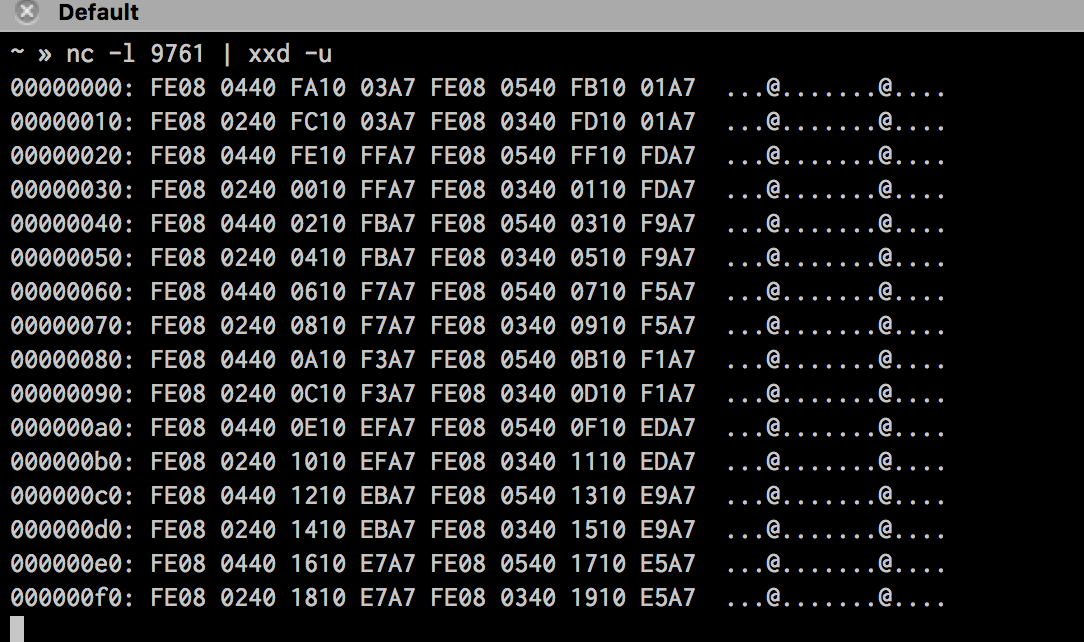 Default
~ » nc -l 9761 | xxd -u
00000000: FE08 0440 FA10 03A7 FE08 0540 FB10 01A7  ...@.......@....
00000010: FE08 0240 FC10 03A7 FE08 0340 FD10 01A7  ...@.......@....
00000020: FE08 0440 FE10 FFA7 FE08 0540 FF10 FDA7  ...@.......@....
00000030: FE08 0240 0010 FFA7 FE08 0340 0110 FDA7  ...@.......@....
00000040: FE08 0440 0210 FBA7 FE08 0540 0310 F9A7  ...@.......@....
00000050: FE08 0240 0410 FBA7 FE08 0340 0510 F9A7  ...@.......@....
00000060: FE08 0440 0610 F7A7 FE08 0540 0710 F5A7  ...@.......@....
00000070: FE08 0240 0810 F7A7 FE08 0340 0910 F5A7  ...@.......@....
00000080: FE08 0440 0A10 F3A7 FE08 0540 0B10 F1A7  ...@.......@....
00000090: FE08 0240 0C10 F3A7 FE08 0340 0D10 F1A7  ...@.......@....
000000a0: FE08 0440 0E10 EFA7 FE08 0540 0F10 EDA7  ...@.......@....
000000b0: FE08 0240 1010 EFA7 FE08 0340 1110 EDA7  ...@.......@....
000000c0: FE08 0440 1210 EBA7 FE08 0540 1310 E9A7  ...@.......@....
000000d0: FE08 0240 1410 EBA7 FE08 0340 1510 E9A7  ...@.......@....
000000e0: FE08 0440 1610 E7A7 FE08 0540 1710 E5A7  ...@.......@....
000000f0: FE08 0240 1810 E7A7 FE08 0340 1910 E5A7  ...@.......@....